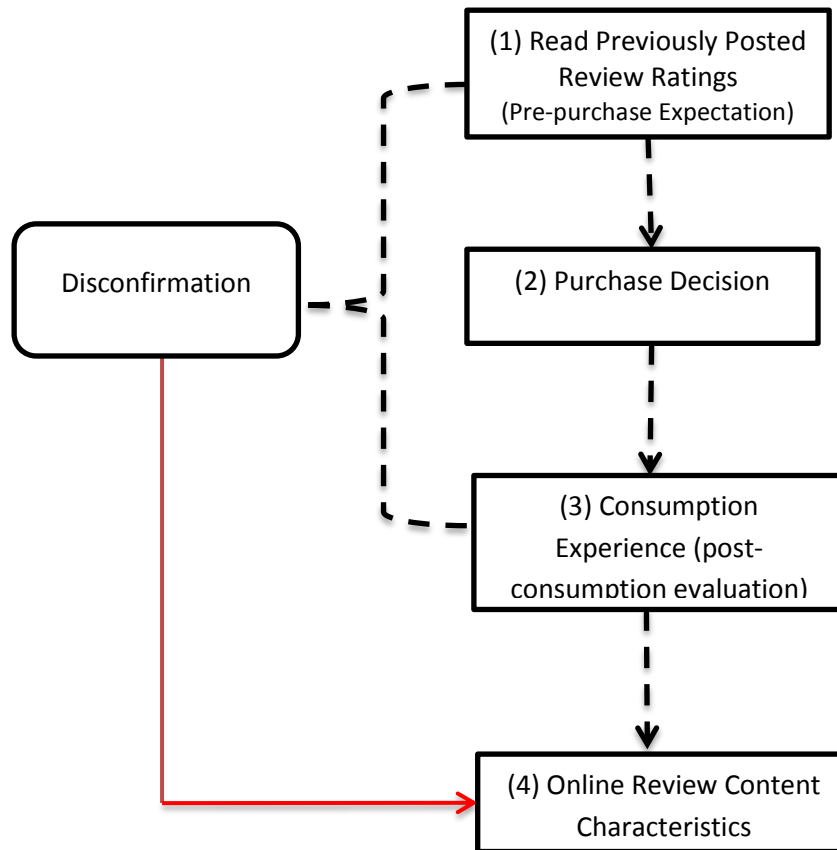 (1) Read Previously Posted
Review Ratings
(Pre-purchase Expectation)
Disconfirmation
(2) Purchase Decision
(3) Consumption
Experience (post-
consumption evaluation)
(4) Online Review Content
Characteristics